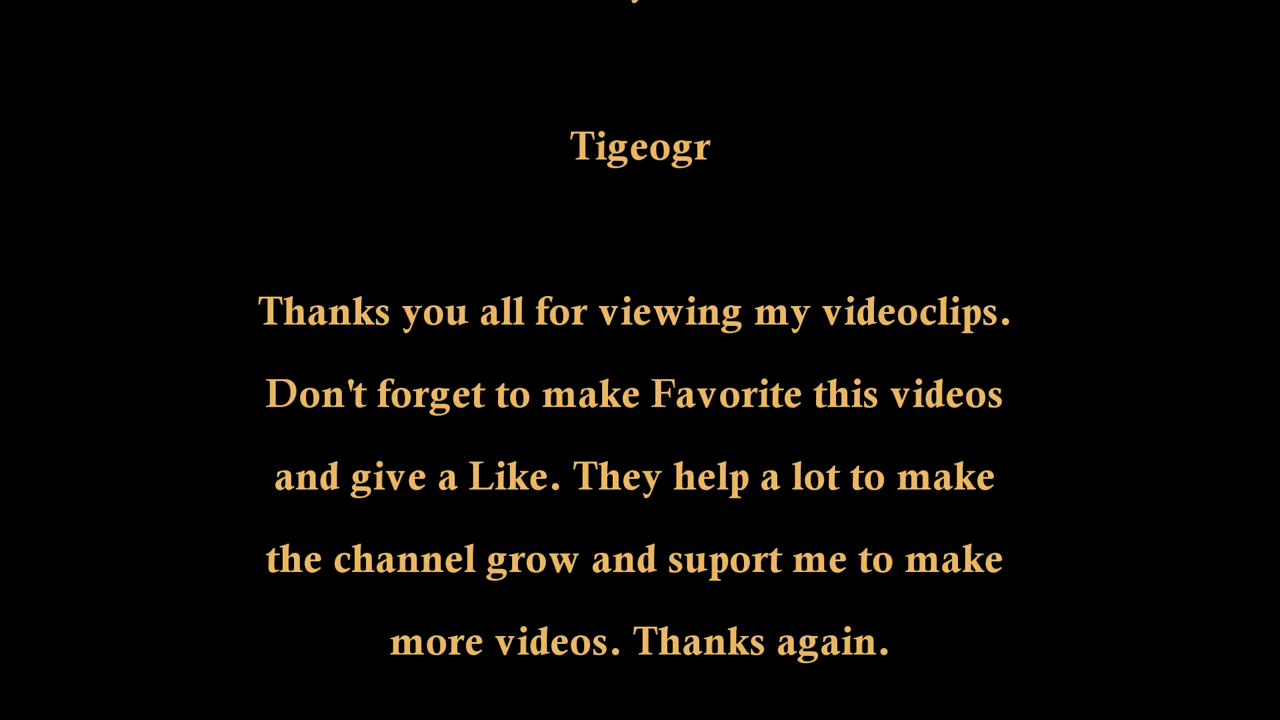 Tigeogr
Thanks you all for viewing my videoclips.
Don't forget to make Favorite this videos
and give a Like. They help a lot to make
the channel grow and suport me to make
more videos. Thanks again.